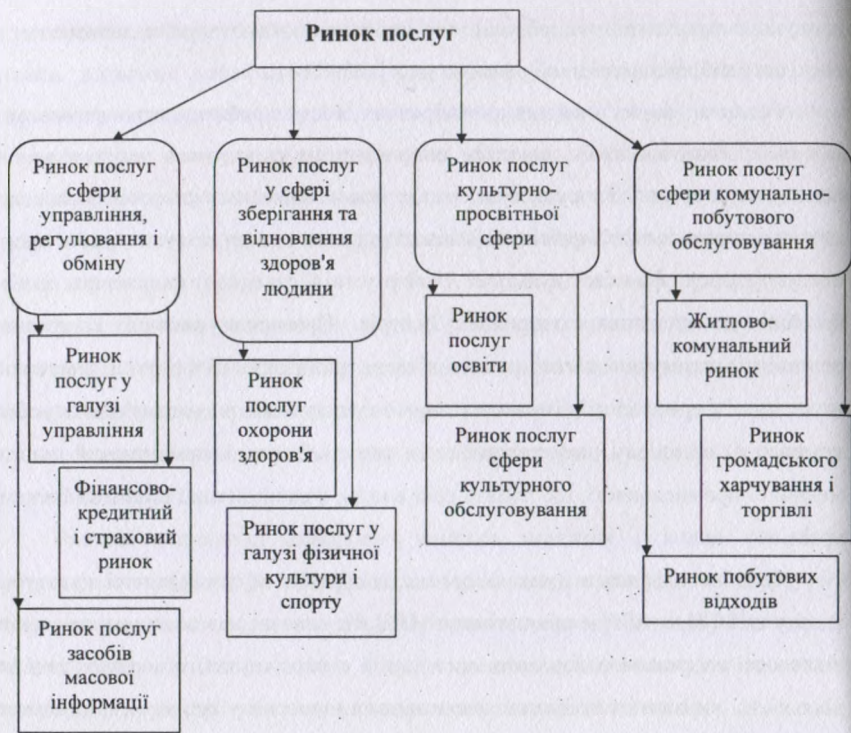 Ринок послуг
Ринок послуг
сфери
управління,
регулювання і
обміну
Ринок послуг
у сфері
зберігання та
відновлення
здоров'я
людини
Ринок послуг
культурно-
просвітньої
сфери
Ринок послуг
сфери комунально-
побутового
обслуговування
Ринок
послуг у
галузі
управління
Фінансово-
кредитний
і страховий
ринок
Ринок послуг
засобів
масової
інформації
Ринок
послуг
охорони
здоров'я
Ринок послуг у
галузі фізичної
культури і
спорту
Ринок
послуг
освіти
Ринок послуг
сфери
культурного
обслуговування
Житлово-
комунальний
ринок
Ринок
громадського
харчування і
торгівлі
Ринок побутових
відходів